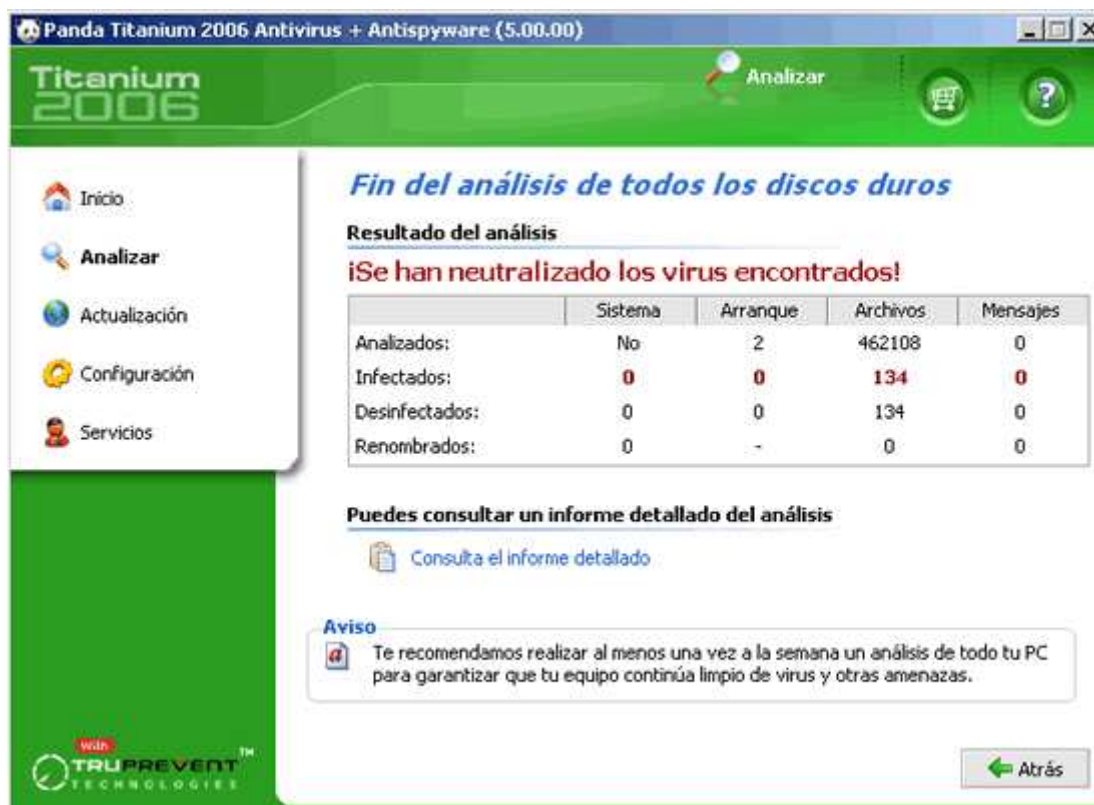 Panda Titanium 2006 Antivirus + Antispyware (5.00.00)
Titanium
2006
Analizar
?
Inicio
Analizar
Actualización
Configuración
Servicios
Fin del análisis de todos los discos duros
Resultado del análisis
¡Se han neutralizado los virus encontrados!
Sistema Arranque Archivos Mensajes
Analizados: No 2 462108 0
Infectados: 0 0 134 0
Desinfectados: 0 0 134 0
Renombrados: 0 - 0 0
Puedes consultar un informe detallado del análisis
Consulta el informe detallado
Aviso
a Te recomendamos realizar al menos una vez a la semana un análisis de todo tu PC
para garantizar que tu equipo continúa limpio de virus y otras amenazas.
With
TRUPREVENT™
TECHNOLOGIES
Atrás